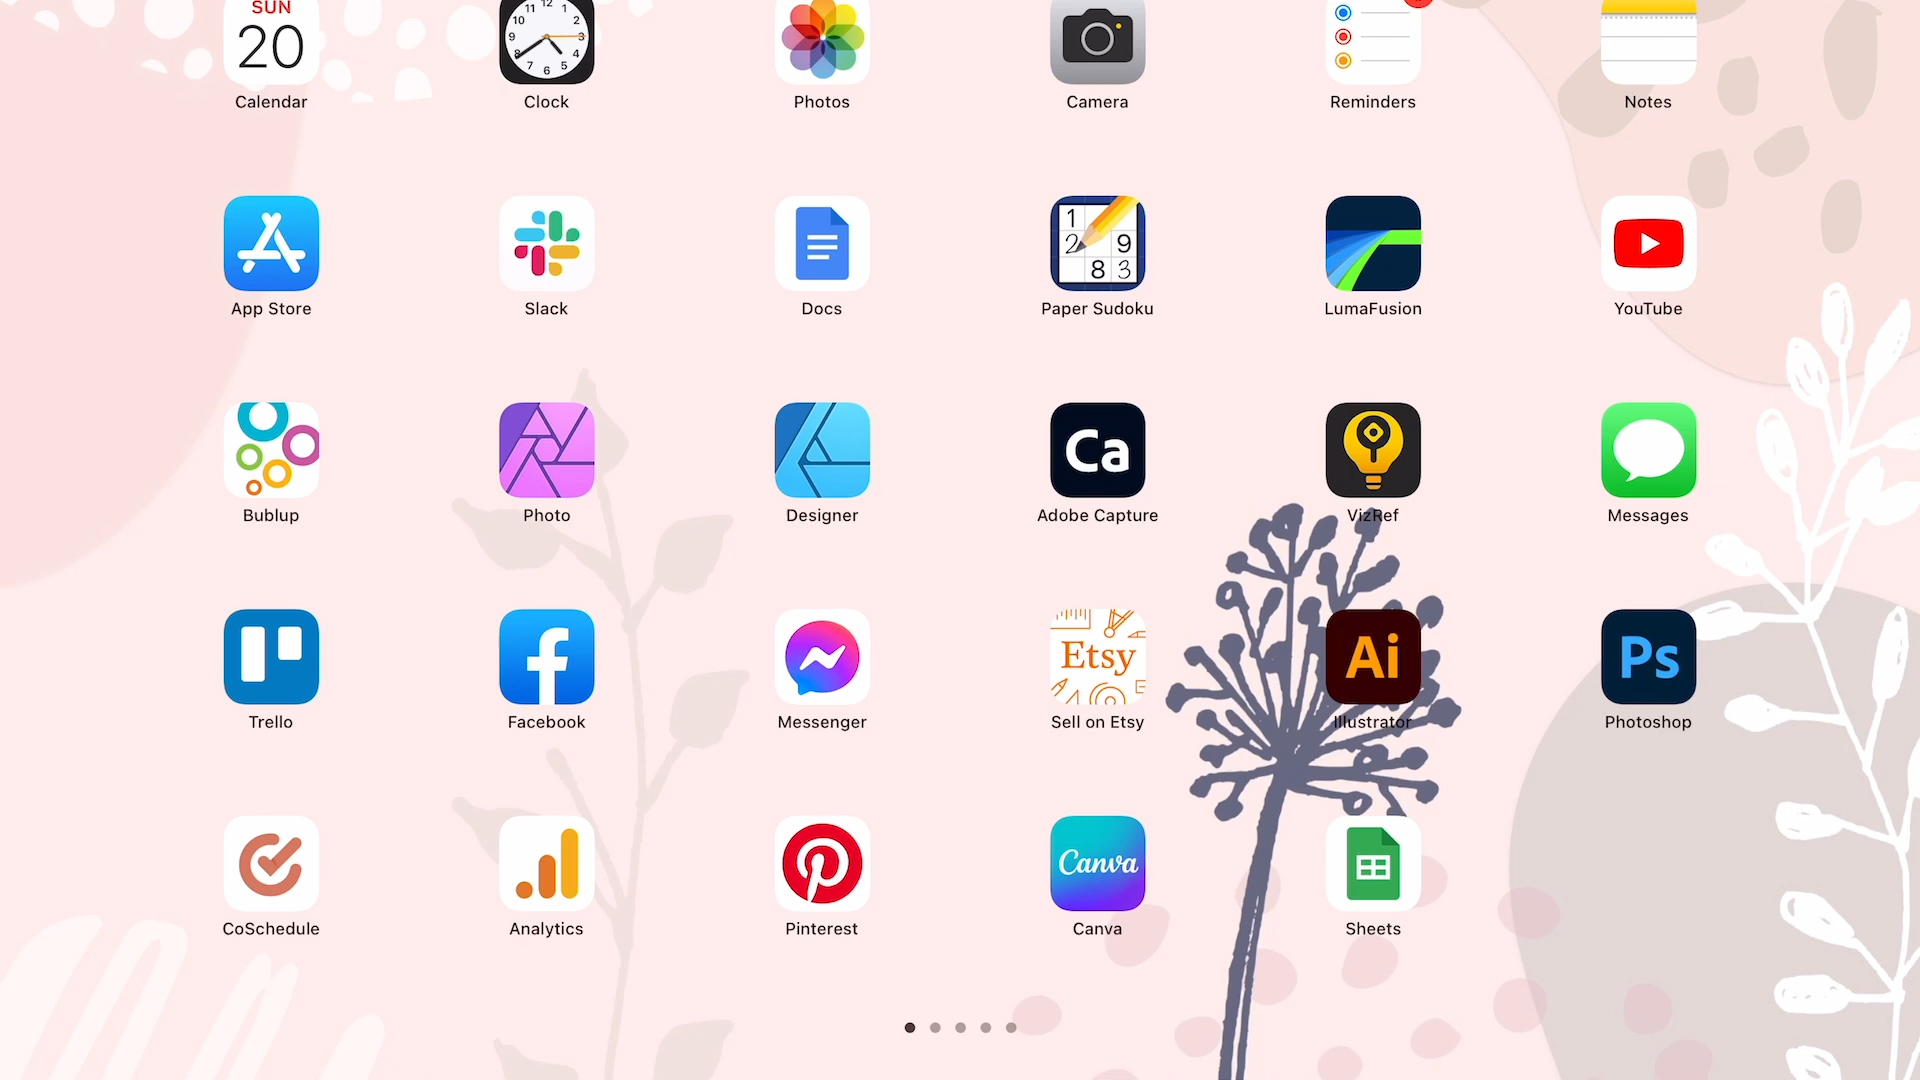 SUN
20
Calendar
Clock
Photos
Camera
Reminders
Notes
App Store
Slack
Docs
Paper Sudoku
LumaFusion
YouTube
Bublup
Photo
Designer
Ca
Adobe Capture
VizRef
Messages
Trello
Facebook
Messenger
Etsy
Sell on Etsy
Ai
Illustrator
Ps
Photoshop
CoSchedule
Analytics
Pinterest
Canva
Canva
Sheets